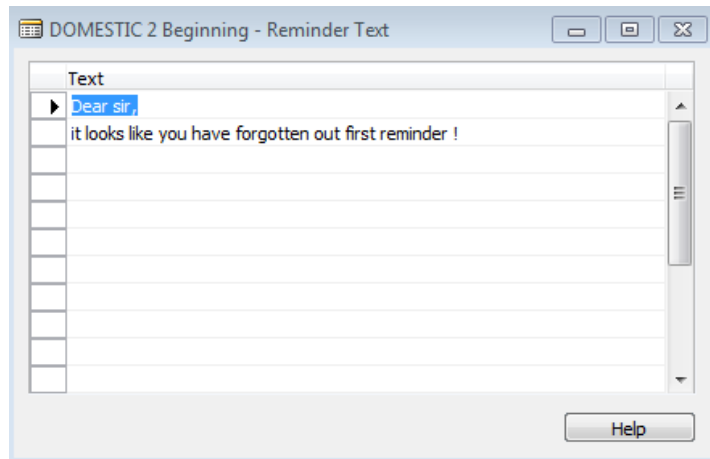 DOMESTIC 2 Beginning - Reminder Text
Text
Dear sir,
it looks like you have forgotten out first reminder !
Help